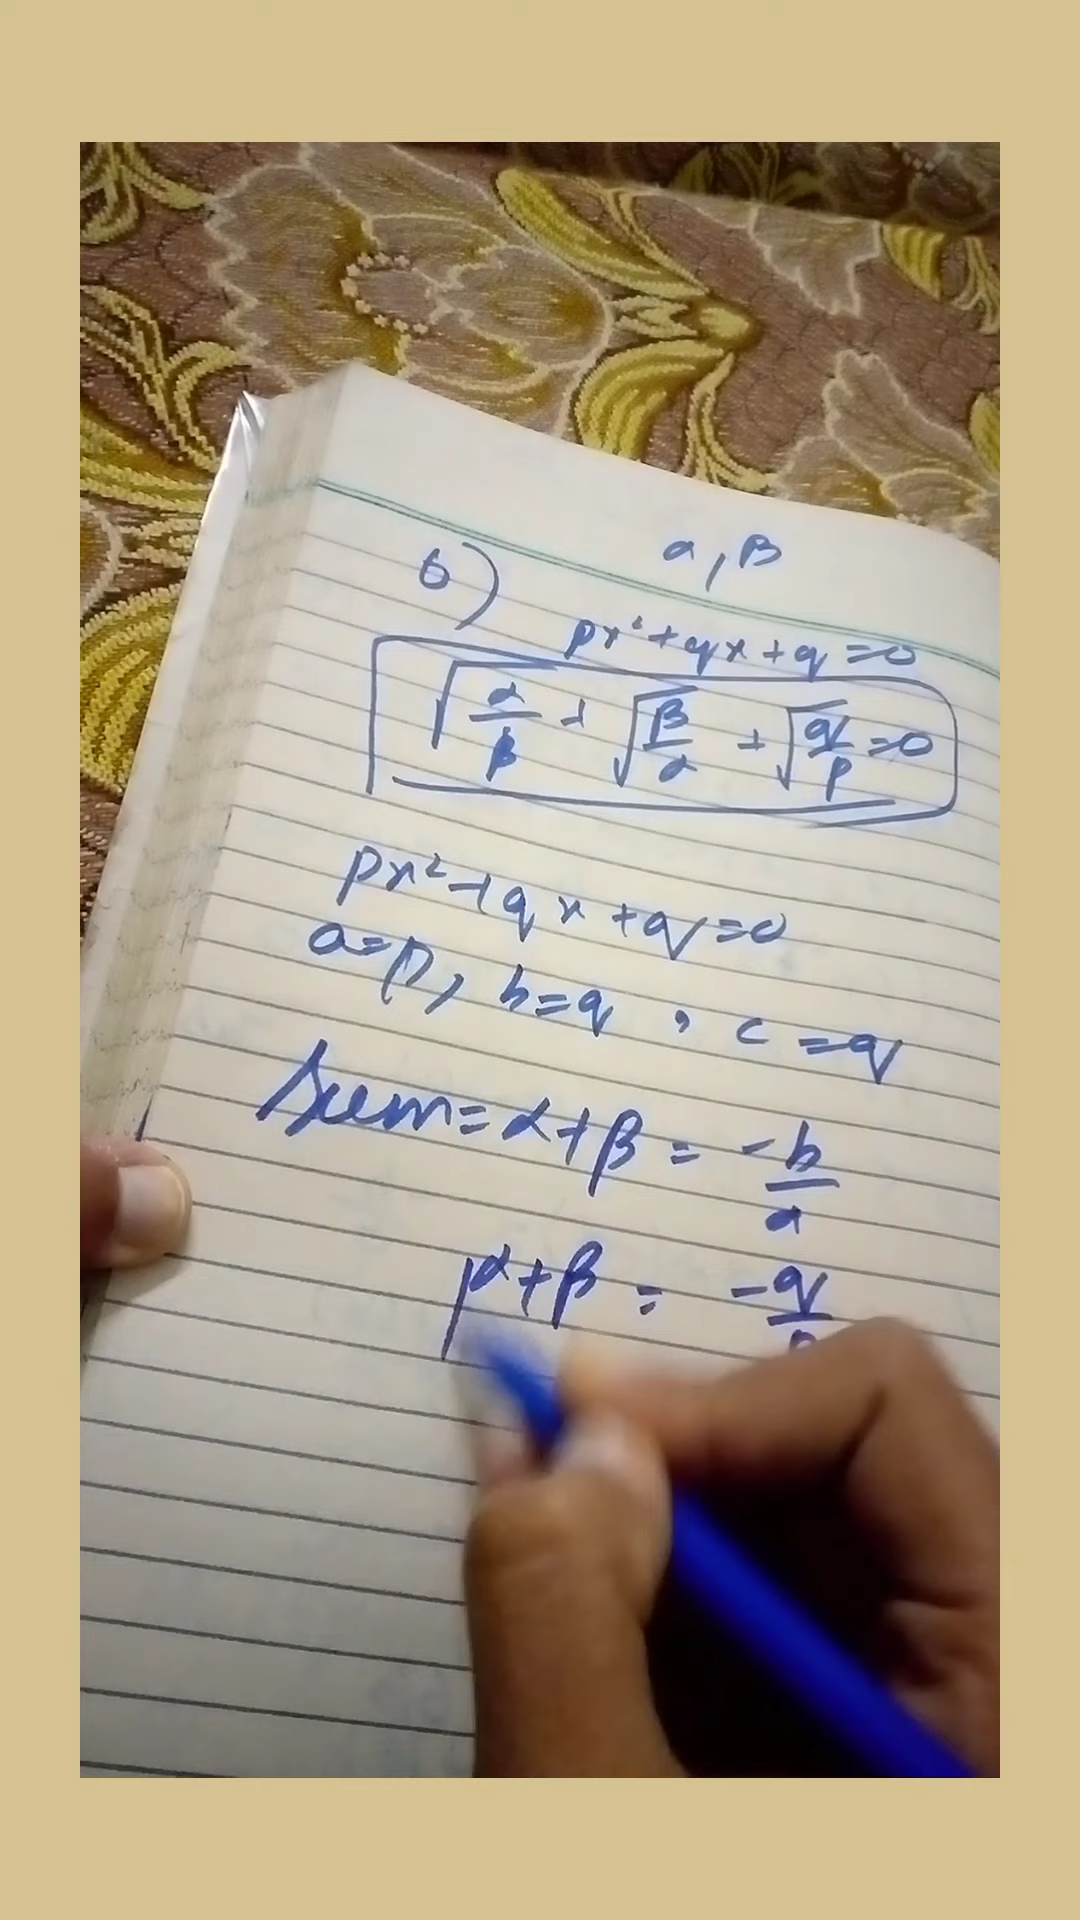 α, β
6)
px² + qx + q = 0
√α/β + √β/α + √q/p = 0
px² + qx + q = 0
a = p, b = q, c = q
Sum = α + β = -b/a
α + β = -q/p